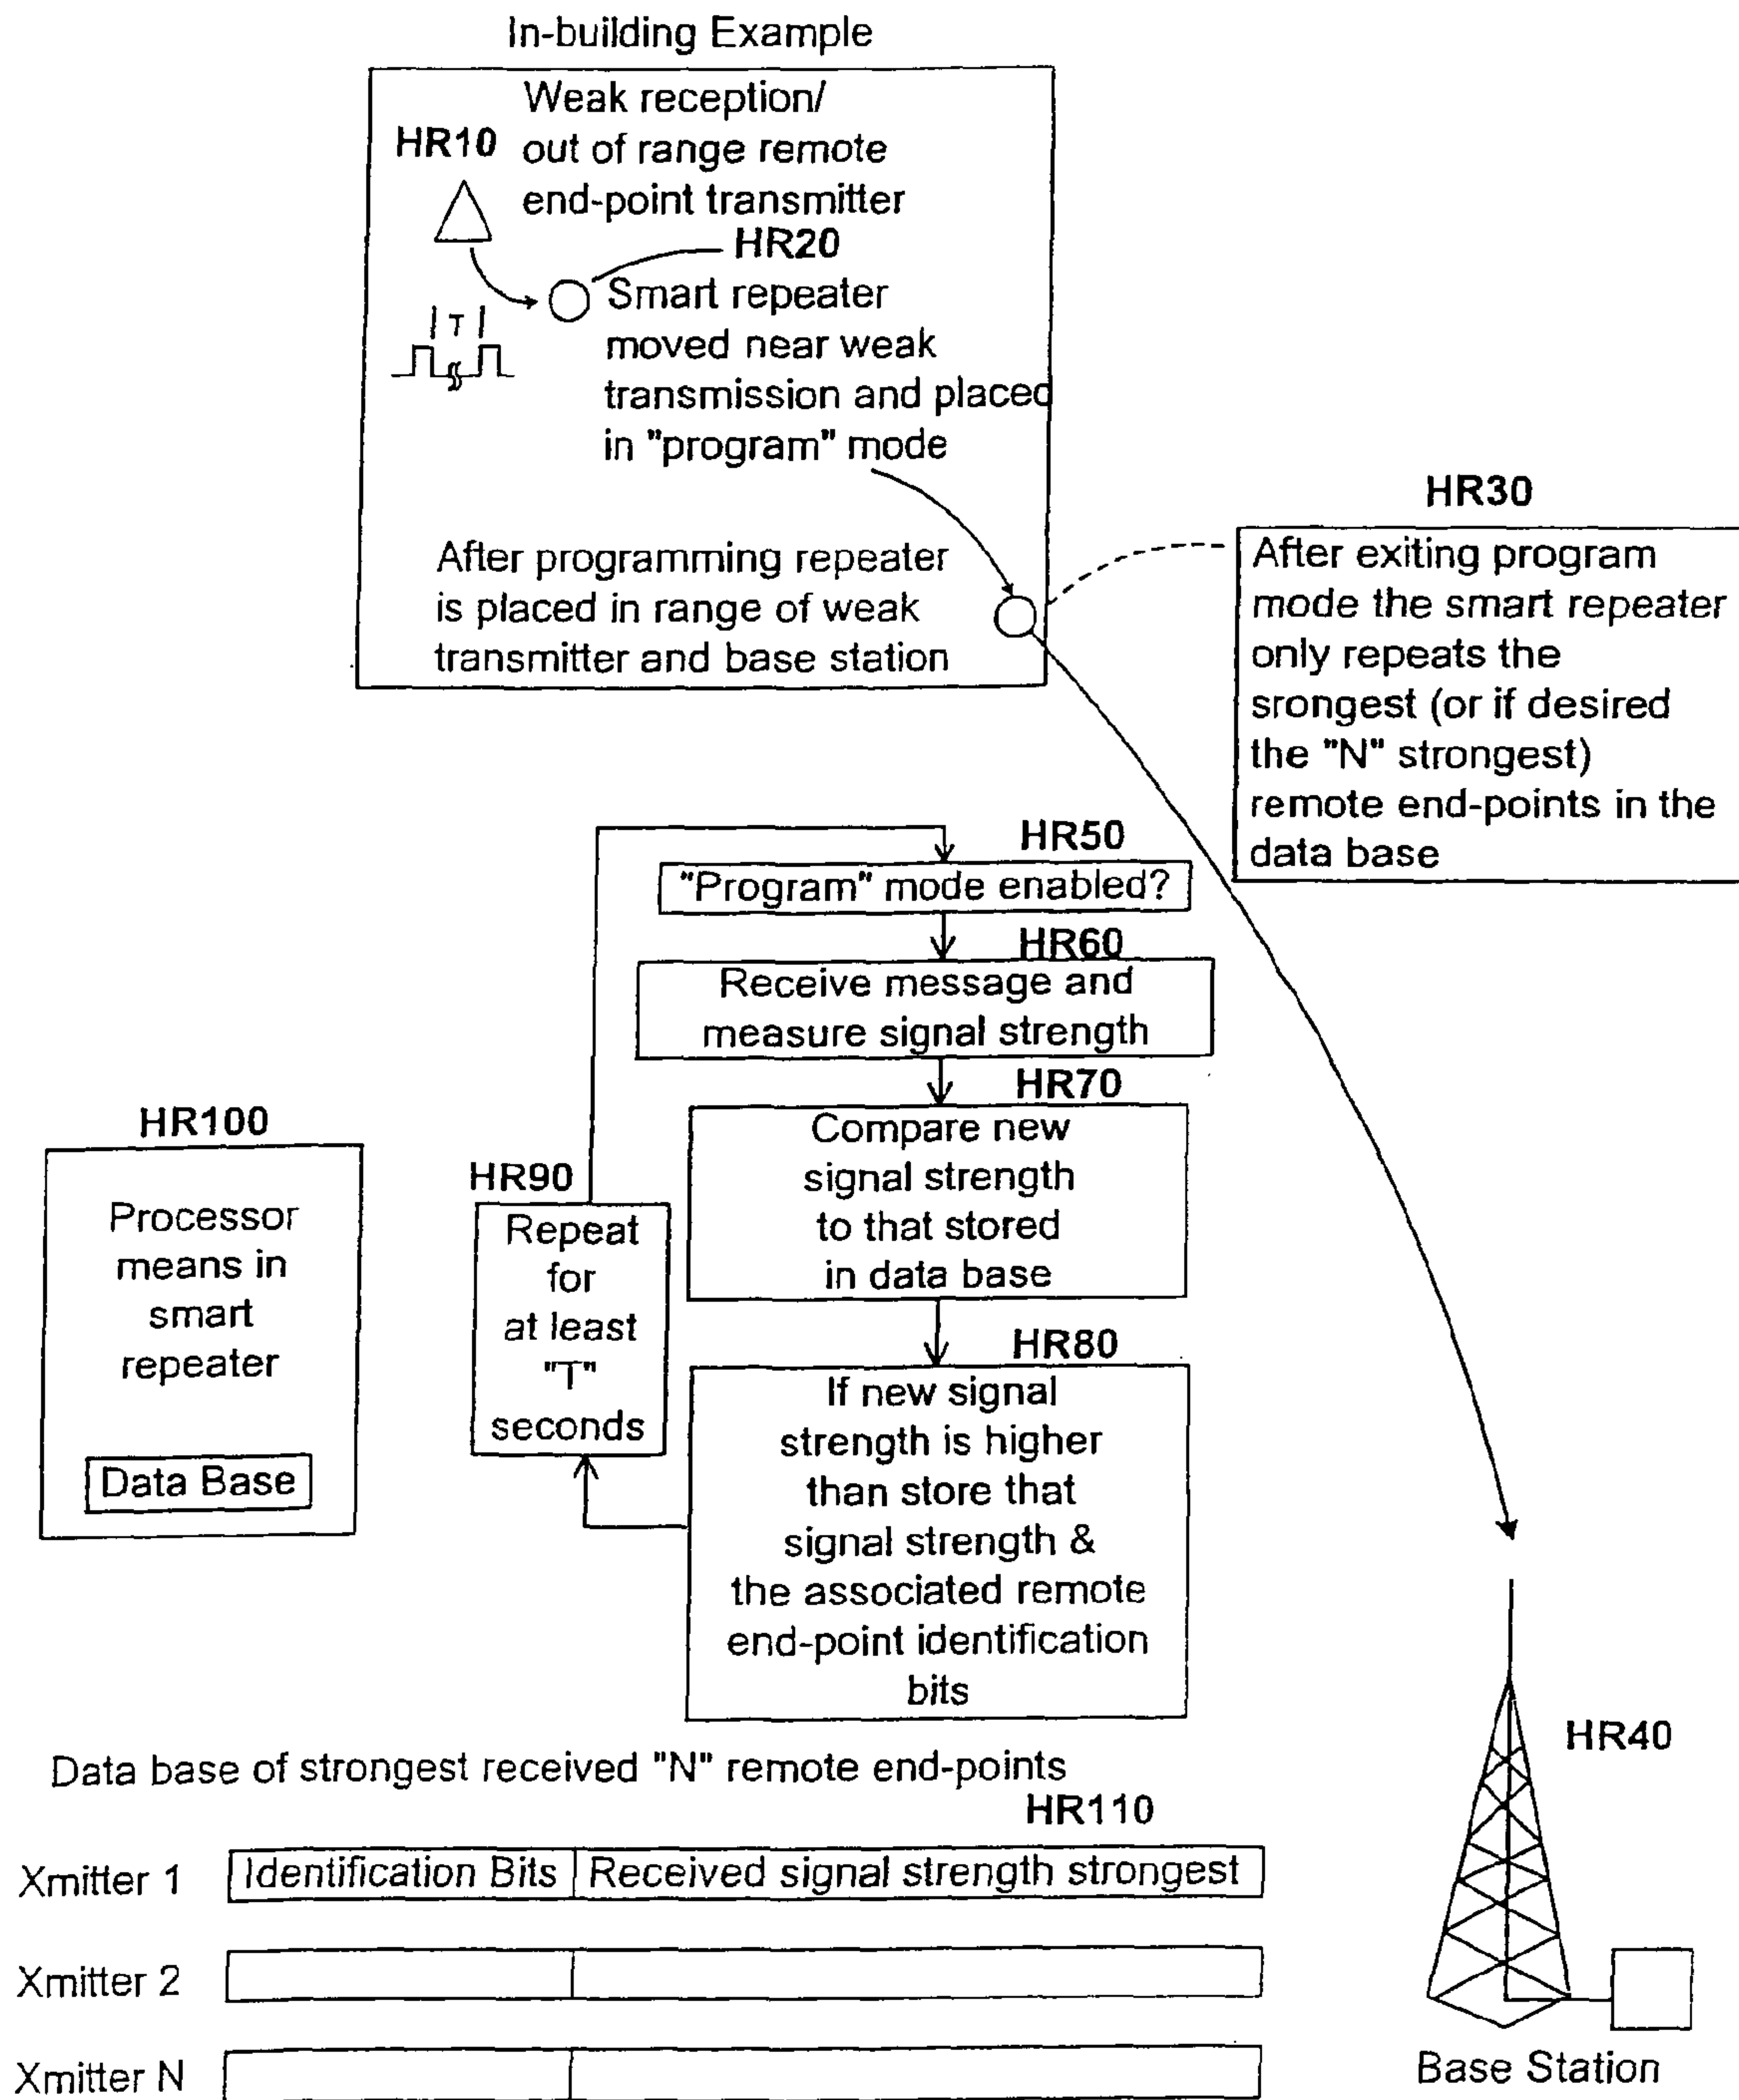 In-building Example
Weak reception/
HR10 out of range remote
end-point transmitter
HR20
Smart repeater
moved near weak
transmission and placed
in "program" mode
| T |
After programming repeater
is placed in range of weak
transmitter and base station
HR30
After exiting program
mode the smart repeater
only repeats the
srongest (or if desired
the "N" strongest)
remote end-points in the
data base
HR50
"Program" mode enabled?
HR60
Receive message and
measure signal strength
HR70
Compare new
signal strength
to that stored
in data base
HR80
If new signal
strength is higher
than store that
signal strength &
the associated remote
end-point identification
bits
HR90
Repeat
for
at least
"T"
seconds
HR100
Processor
means in
smart
repeater
Data Base
HR40
Base Station
Data base of strongest received "N" remote end-points
HR110
Xmitter 1 Identification Bits Received signal strength strongest
Xmitter 2
Xmitter N